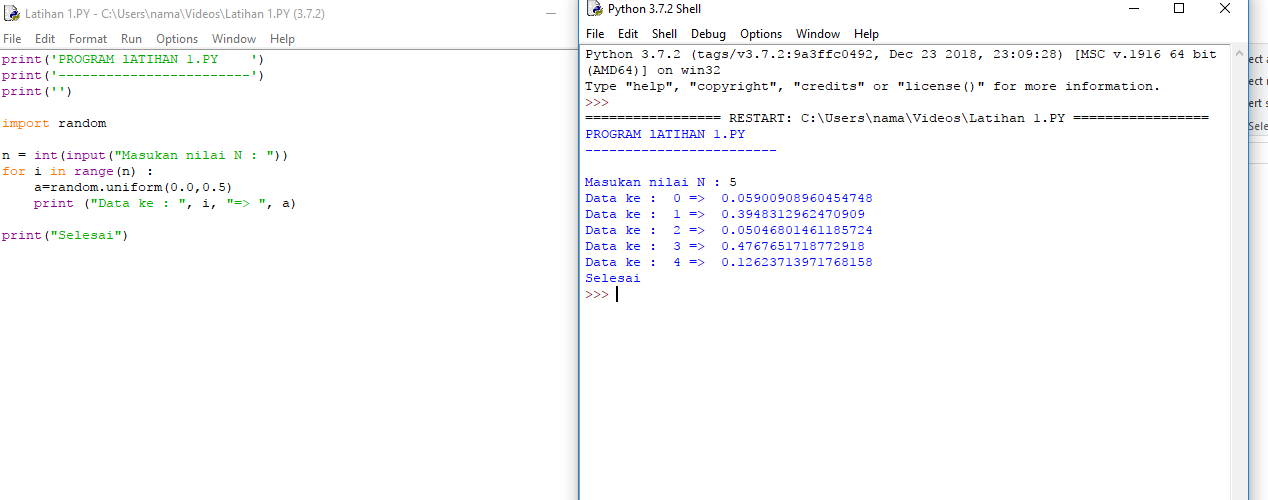 Latihan 1.PY - C:\Users\nama\Videos\Latihan 1.PY (3.7.2)
File Edit Format Run Options Window Help
print('PROGRAM lATIHAN 1.PY    ')
print('------------------------')
print('')

import random

n = int(input("Masukan nilai N : "))
for i in range(n) :
    a=random.uniform(0.0,0.5)
    print ("Data ke : ", i, "=> ", a)

print("Selesai")
Python 3.7.2 Shell
File Edit Shell Debug Options Window Help
Python 3.7.2 (tags/v3.7.2:9a3ffc0492, Dec 23 2018, 23:09:28) [MSC v.1916 64 bit
(AMD64)] on win32
Type "help", "copyright", "credits" or "license()" for more information.
>>>
================= RESTART: C:\Users\nama\Videos\Latihan 1.PY =================
PROGRAM lATIHAN 1.PY
------------------------

Masukan nilai N : 5
Data ke :  0 =>  0.05900908960454748
Data ke :  1 =>  0.3948312962470909
Data ke :  2 =>  0.05046801461185724
Data ke :  3 =>  0.4767651718772918
Data ke :  4 =>  0.12623713971768158
Selesai
>>>